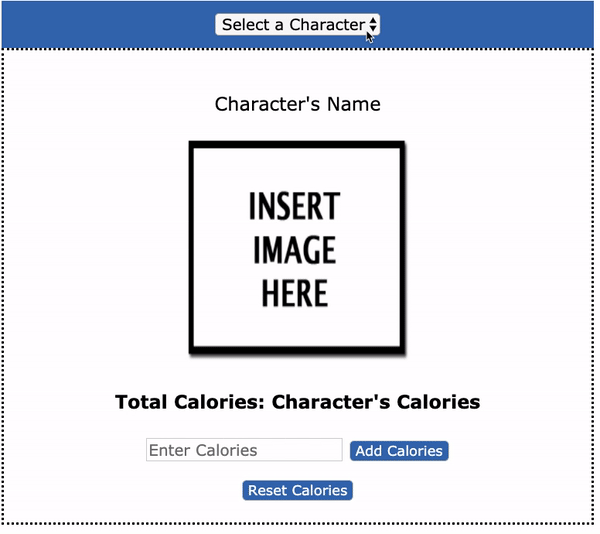 Select a Character
Character's Name
INSERT
IMAGE
HERE
Total Calories: Character's Calories
Enter Calories Add Calories
Reset Calories